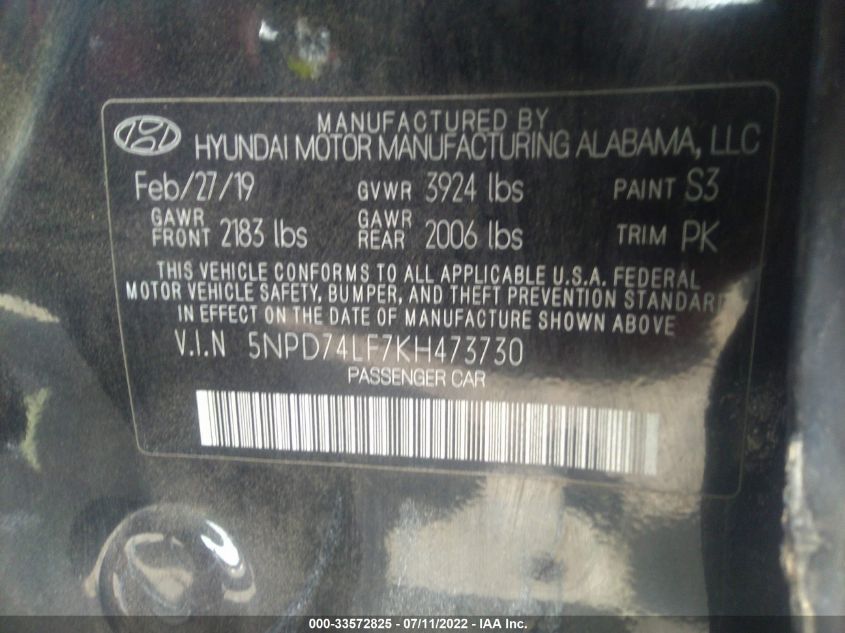 MANUFACTURED BY
HYUNDAI MOTOR MANUFACTURING ALABAMA, LLC
Feb/27/19 GVWR 3924 lbs PAINT S3
GAWR FRONT 2183 lbs GAWR REAR 2006 lbs TRIM PK
THIS VEHICLE CONFORMS TO ALL APPLICABLE U.S.A. FEDERAL
MOTOR VEHICLE SAFETY, BUMPER, AND THEFT PREVENTION STANDARD
IN EFFECT ON THE DATE OF MANUFACTURE SHOWN ABOVE
V.I.N 5NPD74LF7KH473730
PASSENGER CAR
000-33572825 - 07/11/2022 - IAA Inc.